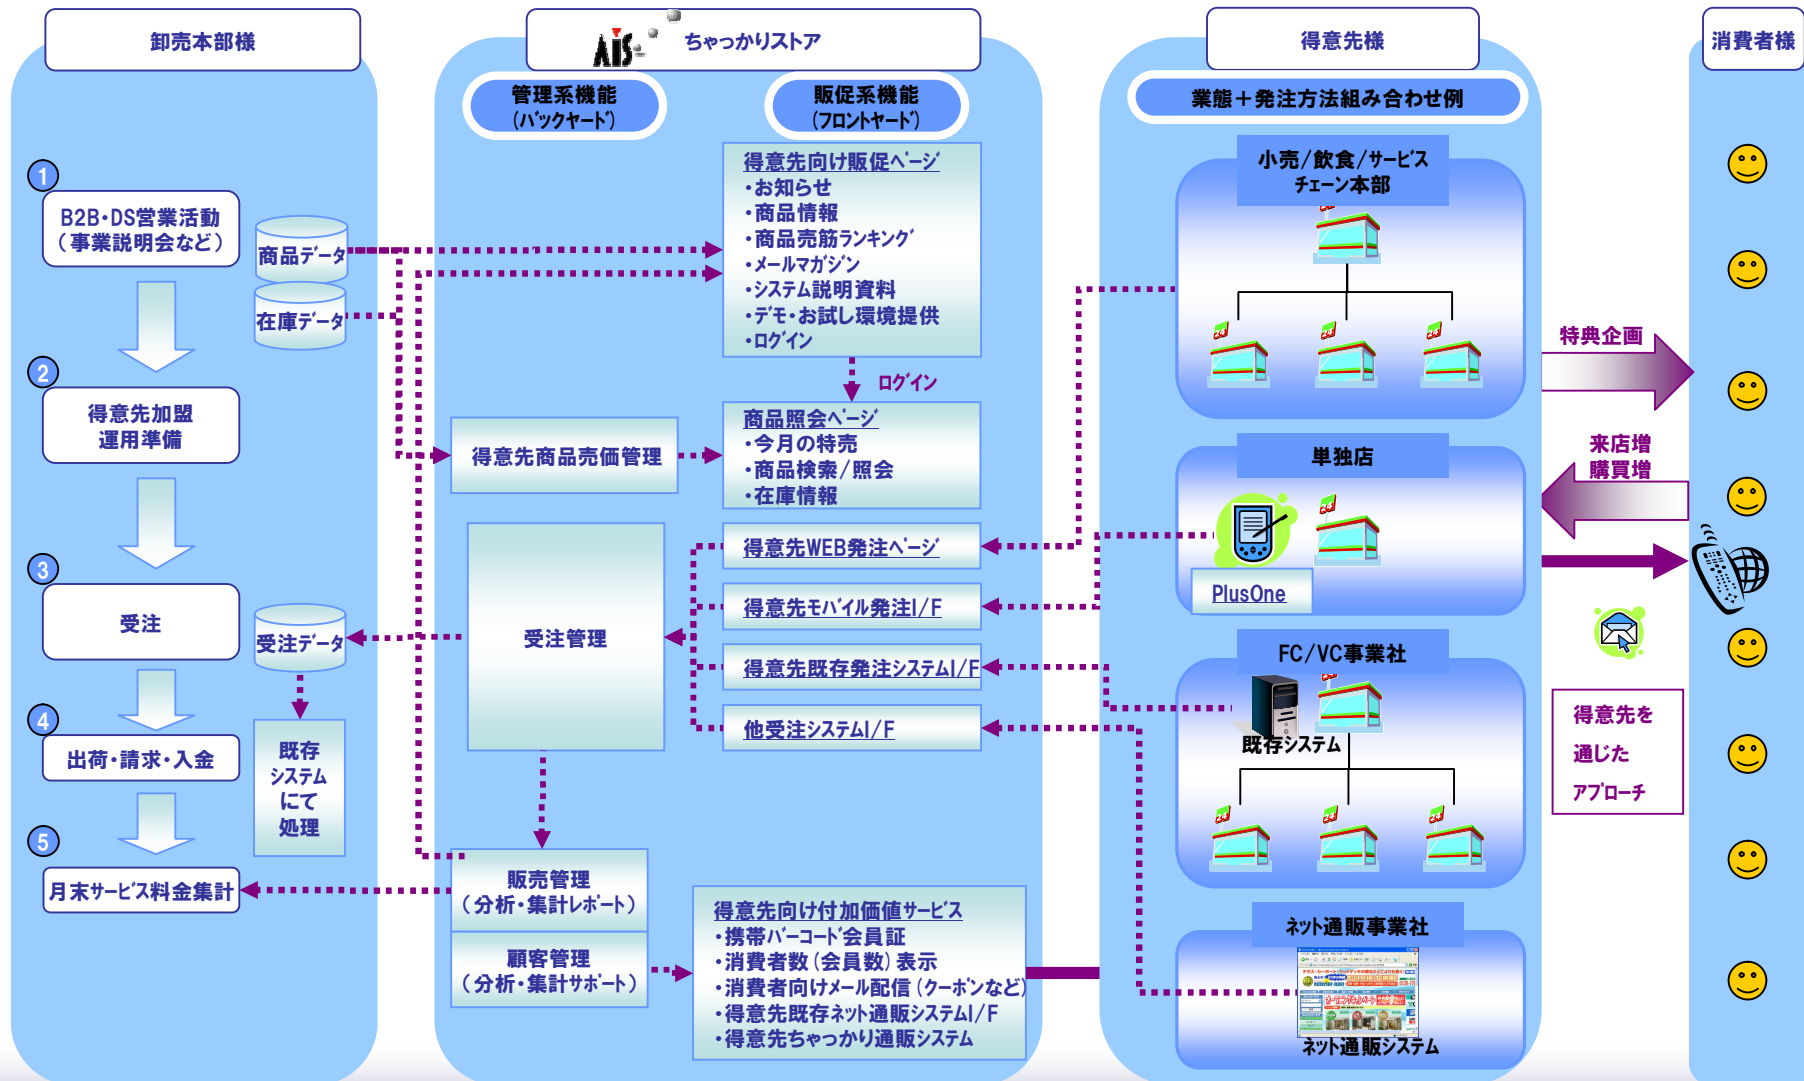 卸売本部様
AIS
ちゃっかりストア
得意先様
消費者様
管理系機能
(バックヤード)
販促系機能
(フロントヤード)
業態＋発注方法組み合わせ例
1
B2B・DS営業活動
(事業説明会など)
商品データ
在庫データ
2
得意先加盟
運用準備
3
受注
受注データ
4
出荷・請求・入金
既存
システム
にて
処理
5
月末サービス料金集計
得意先向け販促ページ
・お知らせ
・商品情報
・商品売筋ランキング
・メールマガジン
・システム説明資料
・デモ・お試し環境提供
・ログイン
ログイン
得意先商品売価管理
商品照会ページ
・今月の特売
・商品検索/照会
・在庫情報
受注管理
得意先WEB発注ページ
得意先モバイル発注I/F
得意先既存発注システムI/F
他受注システムI/F
販売管理
(分析・集計レポート)
顧客管理
(分析・集計サポート)
得意先向け付加価値サービス
・携帯バーコード会員証
・消費者数(会員数)表示
・消費者向けメール配信(クーポンなど)
・得意先既存ネット通販システムI/F
・得意先ちゃっかり通販システム
小売/飲食/サービス
チェーン本部
24
24
24
24
単独店
24
PlusOne
FC/VC事業社
24
既存システム
24
24
24
ネット通販事業社
ネット通販システム
特典企画
来店増
購買増
得意先を
通じた
アプローチ